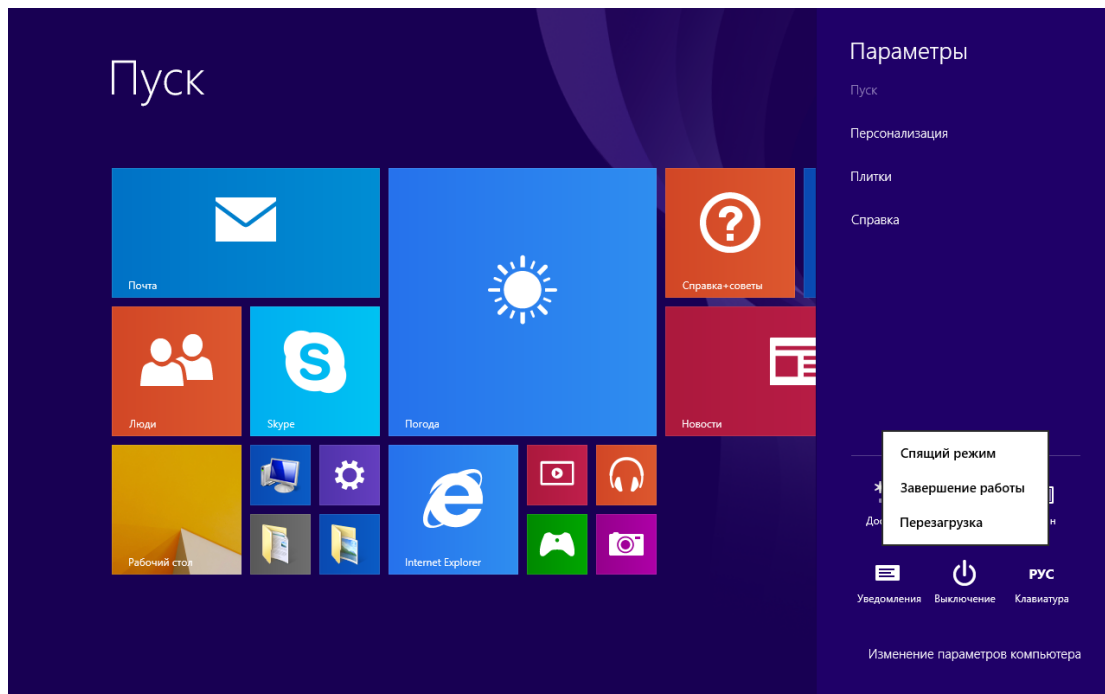 Пуск
Почта
Люди
Skype
S
Погода
?
Справка+советы
Новости
Рабочий стол
Internet Explorer
Параметры
Пуск
Персонализация
Плитки
Справка
Спящий режим
Завершение работы
Перезагрузка
Уведомления
Выключение
РУС
Клавиатура
Изменение параметров компьютера